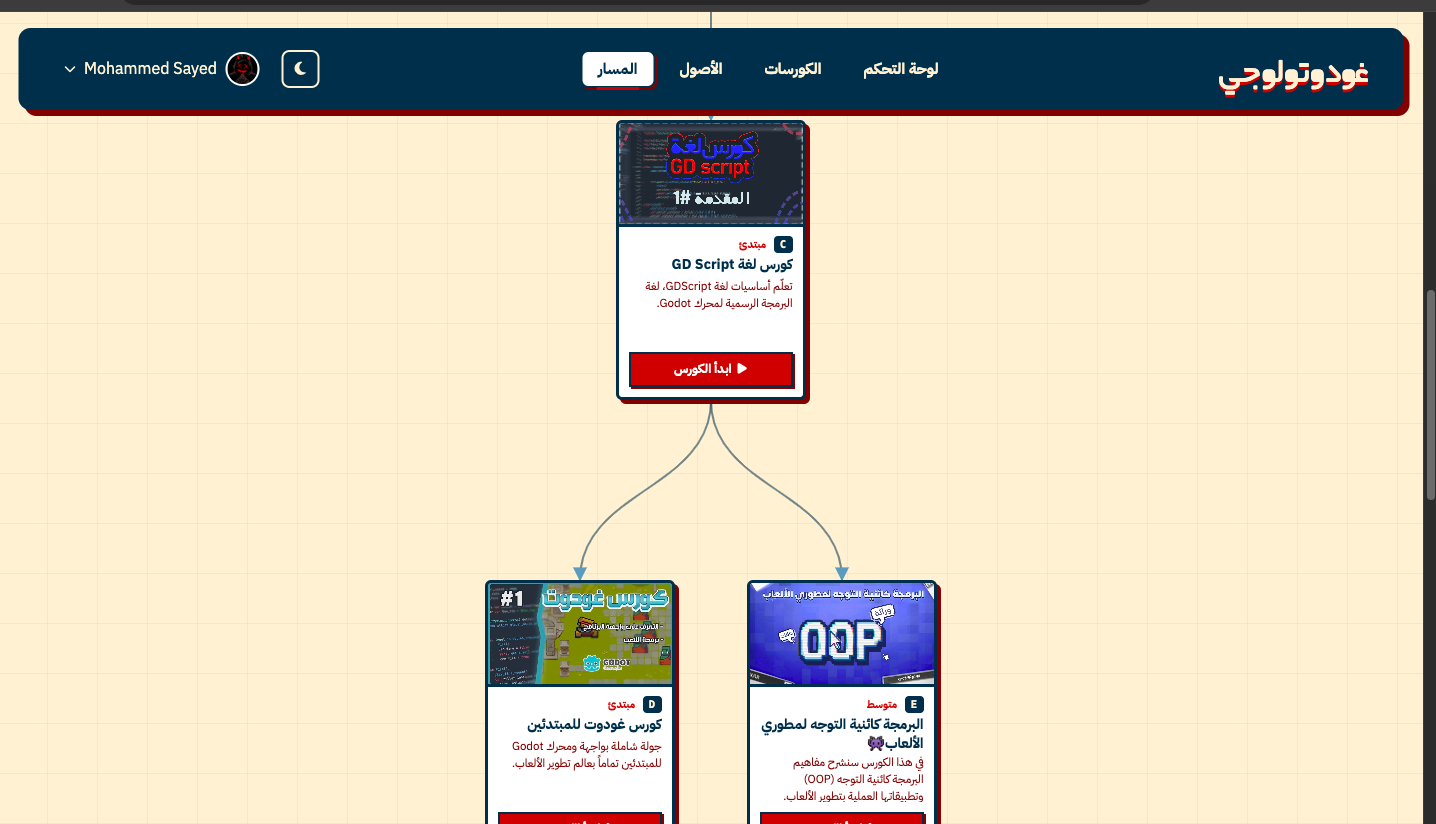 غودوتولوجي
لوحة التحكم
الكورسات
الأصول
المسار
Mohammed Sayed
كورس لغة
GD script
المقدمة #1
C مبتدئ
كورس لغة GD Script
تعلّم أساسيات لغة GDScript، لغة
البرمجة الرسمية لمحرك Godot.
ابدأ الكورس
البرمجة كائنية التوجه لمطوري الألعاب
وراثة
OOP
E متوسط
البرمجة كائنية التوجه لمطوري
الألعاب👾
في هذا الكورس سنشرح مفاهيم
البرمجة كائنية التوجه (OOP)
وتطبيقاتها العملية بتطوير الألعاب.
كورس غودوت
#1
GODOT
D مبتدئ
كورس غودوت للمبتدئين
جولة شاملة بواجهة ومحرك Godot
للمبتدئين تماماً بعالم تطوير الألعاب.